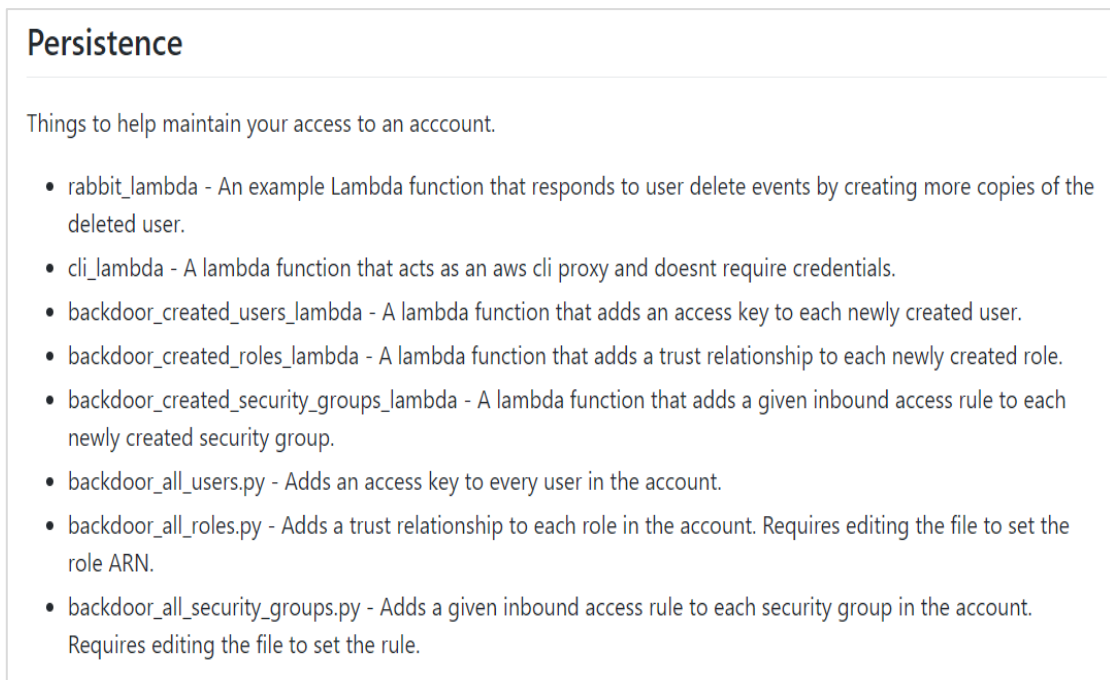 Persistence
Things to help maintain your access to an acccount.
• rabbit_lambda - An example Lambda function that responds to user delete events by creating more copies of the
deleted user.
• cli_lambda - A lambda function that acts as an aws cli proxy and doesnt require credentials.
• backdoor_created_users_lambda - A lambda function that adds an access key to each newly created user.
• backdoor_created_roles_lambda - A lambda function that adds a trust relationship to each newly created role.
• backdoor_created_security_groups_lambda - A lambda function that adds a given inbound access rule to each
newly created security group.
• backdoor_all_users.py - Adds an access key to every user in the account.
• backdoor_all_roles.py - Adds a trust relationship to each role in the account. Requires editing the file to set the
role ARN.
• backdoor_all_security_groups.py - Adds a given inbound access rule to each security group in the account.
Requires editing the file to set the rule.